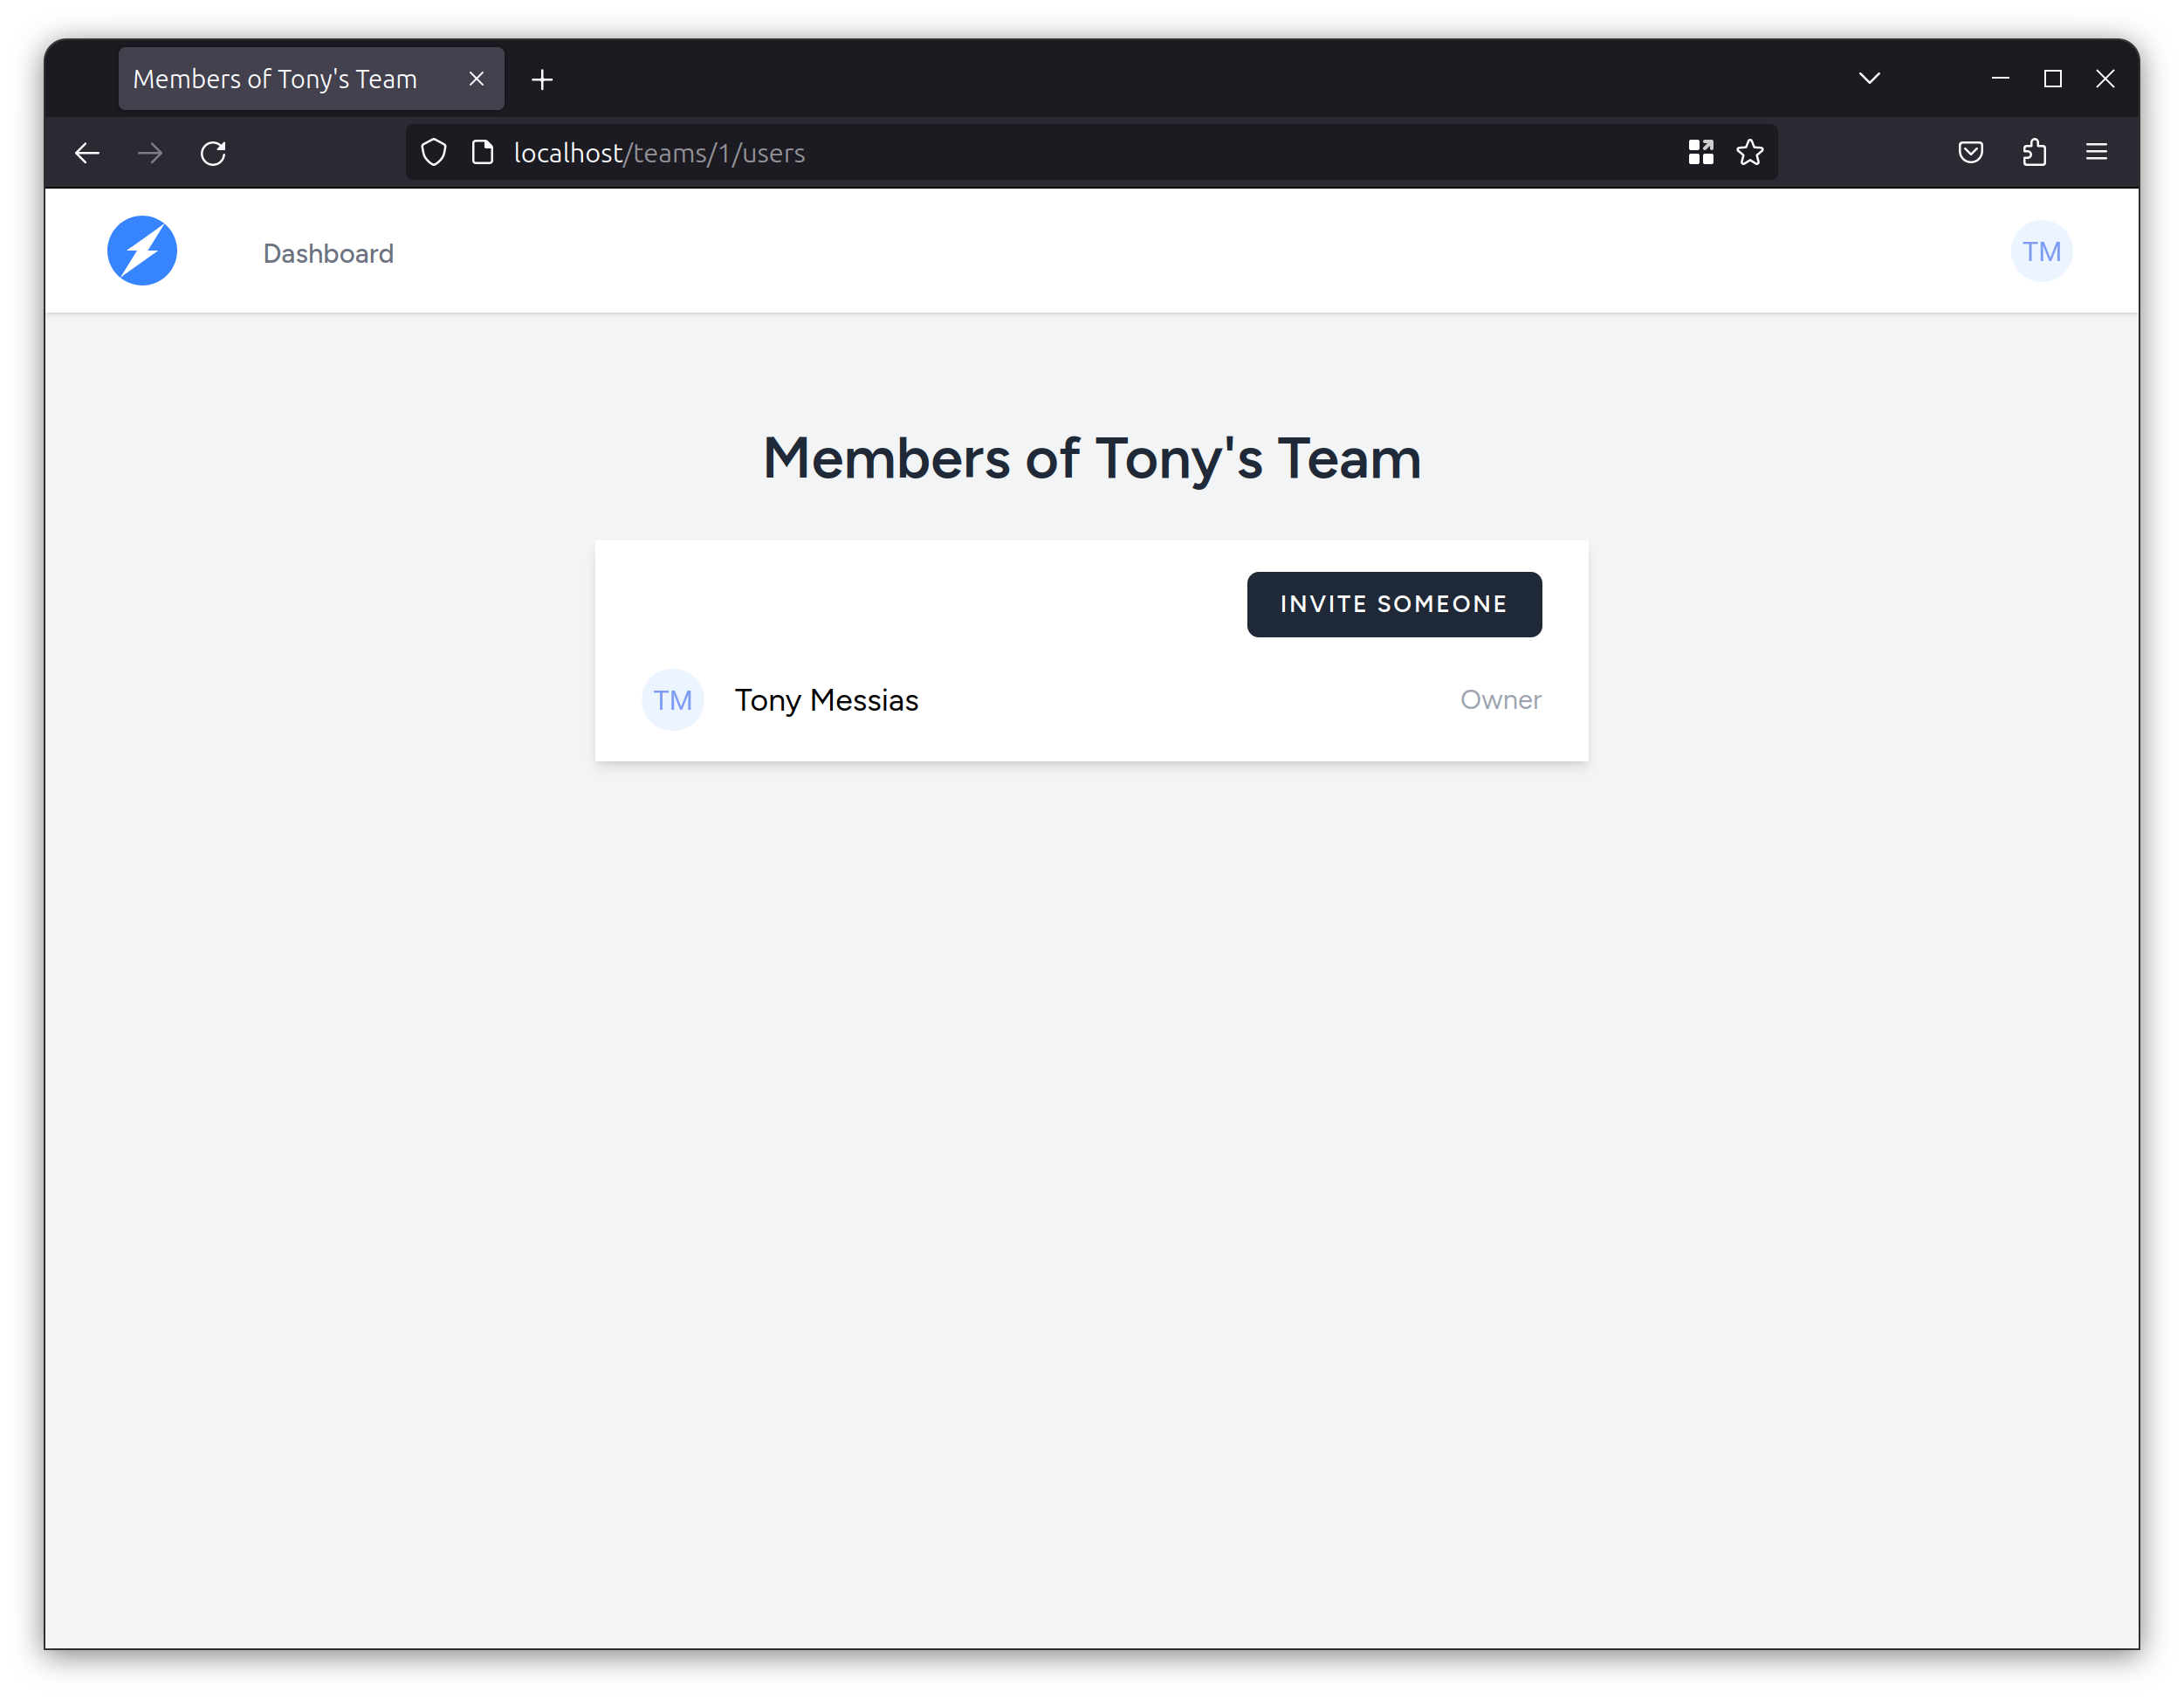 Members of Tony's Team
localhost/teams/1/users
Dashboard
TM
Members of Tony's Team
INVITE SOMEONE
TM Tony Messias Owner